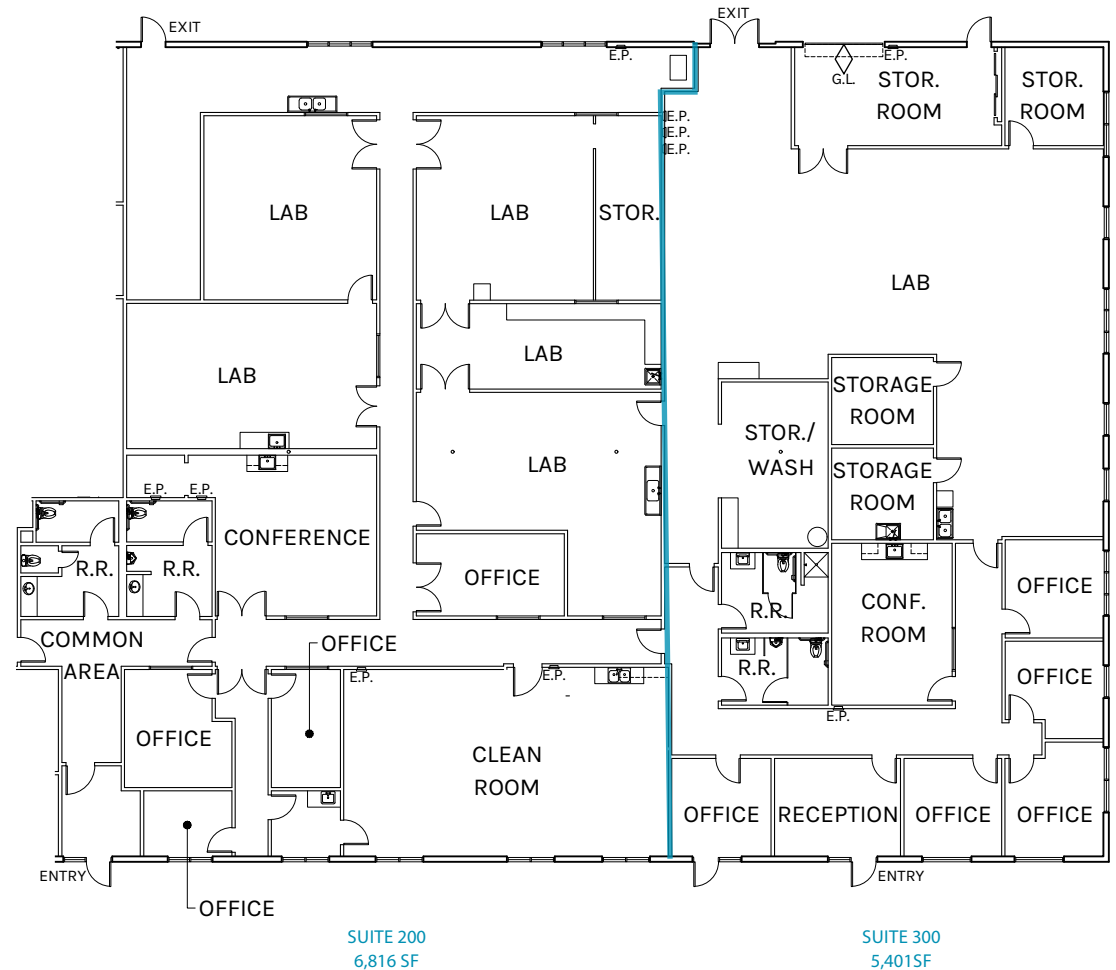 EXIT
EXIT
E.P.
E.P.
G.L.
STOR.
ROOM
STOR.
ROOM
E.P.
E.P.
E.P.
LAB
LAB
STOR.
LAB
LAB
LAB
STORAGE
ROOM
STOR./
WASH
LAB
STORAGE
ROOM
E.P.
E.P.
CONFERENCE
R.R.
R.R.
OFFICE
OFFICE
CONF.
ROOM
R.R.
COMMON
AREA
OFFICE
R.R.
OFFICE
E.P.
E.P.
E.P.
OFFICE
CLEAN
ROOM
OFFICE
RECEPTION
OFFICE
OFFICE
ENTRY
ENTRY
OFFICE
SUITE 200
6,816 SF
SUITE 300
5,401SF